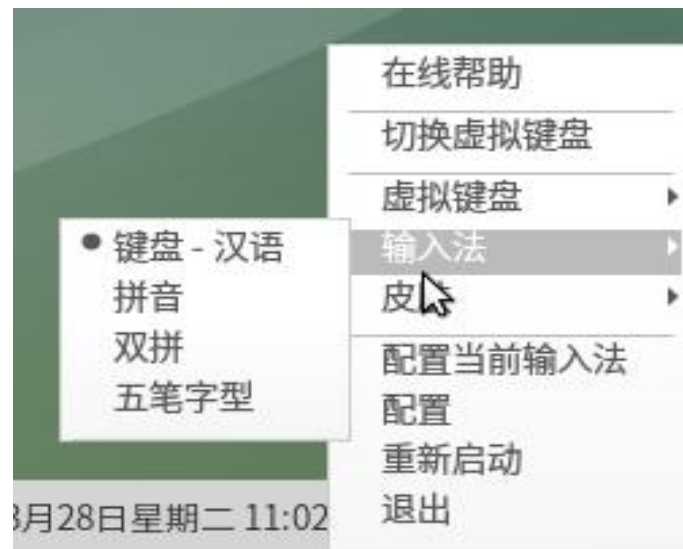 在线帮助
切换虚拟键盘
虚拟键盘
输入法
键盘 - 汉语
拼音
双拼
五笔字型
皮
配置当前输入法
配置
重新启动
退出
月28日星期二 11:02